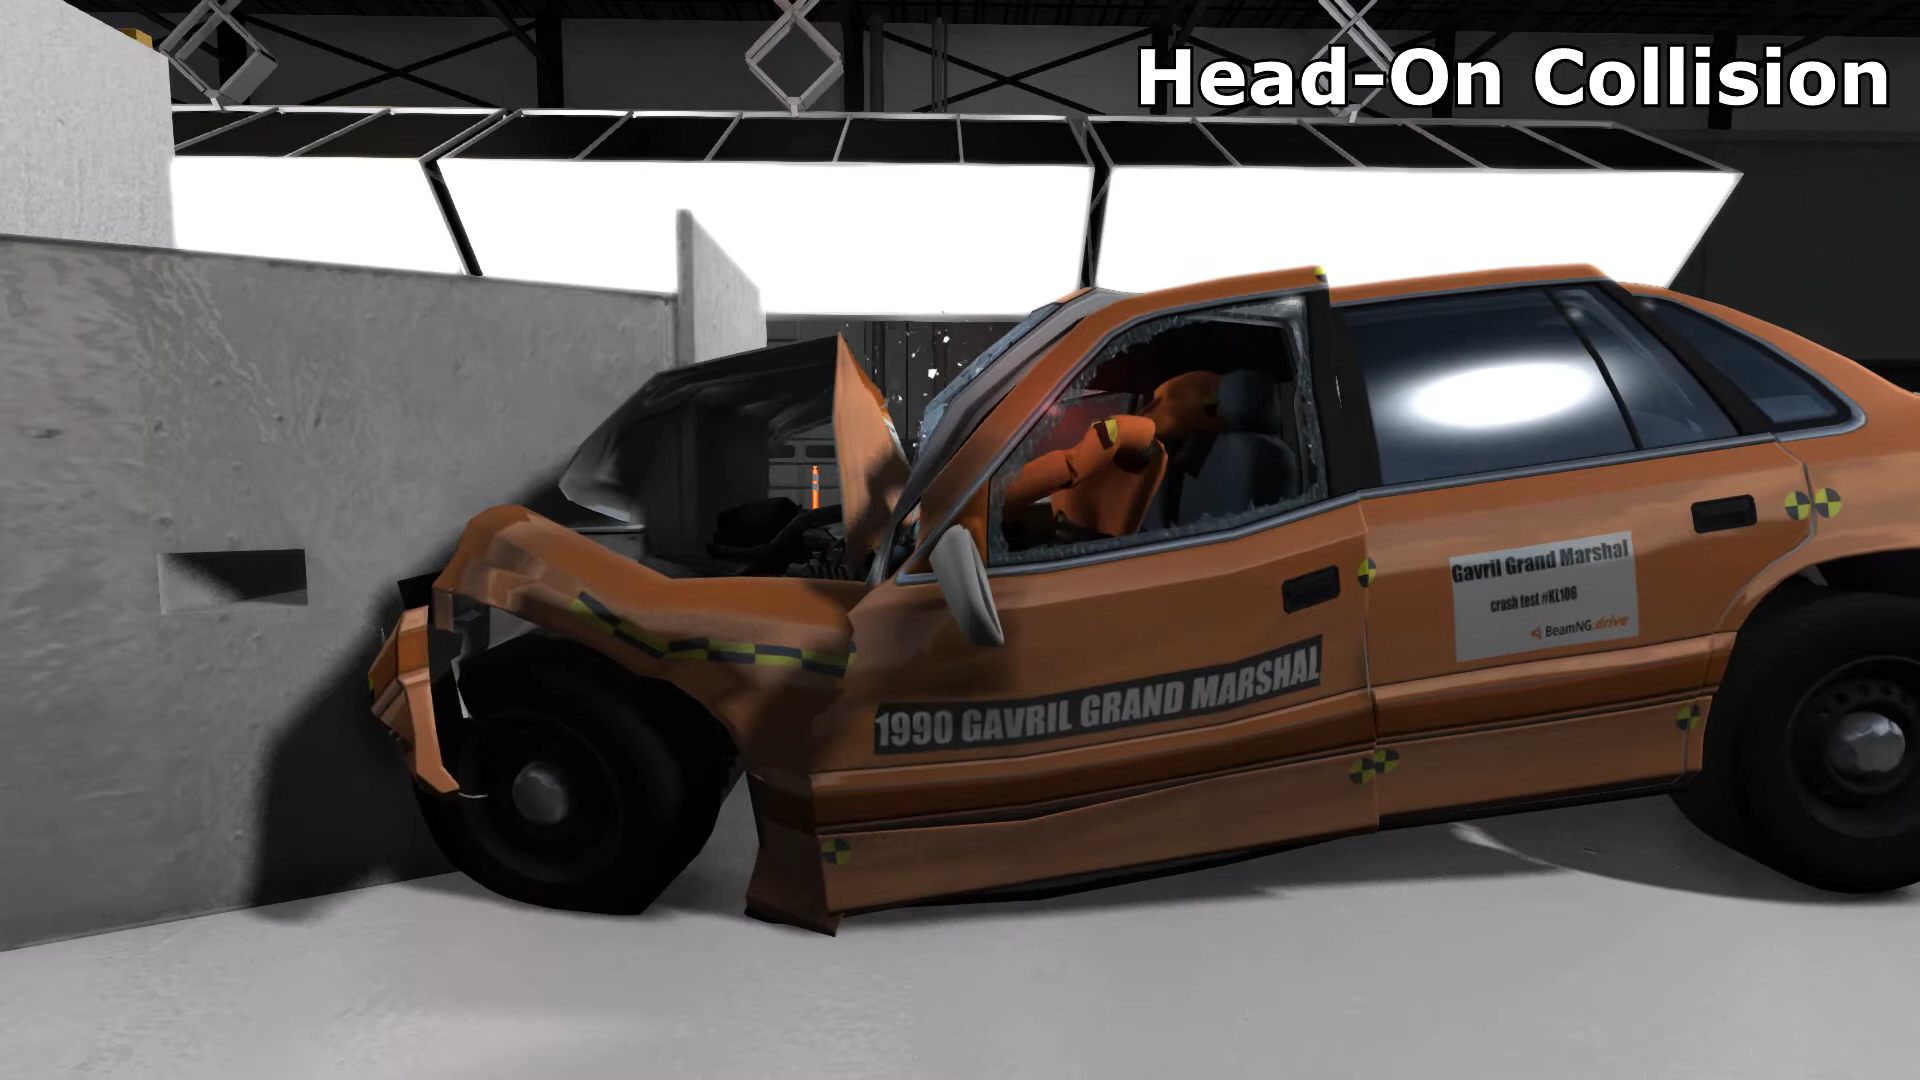 Head-On Collision
Gavril Grand Marshal
crash test #KL106
BeamNG.drive
1990 GAVRIL GRAND MARSHAL